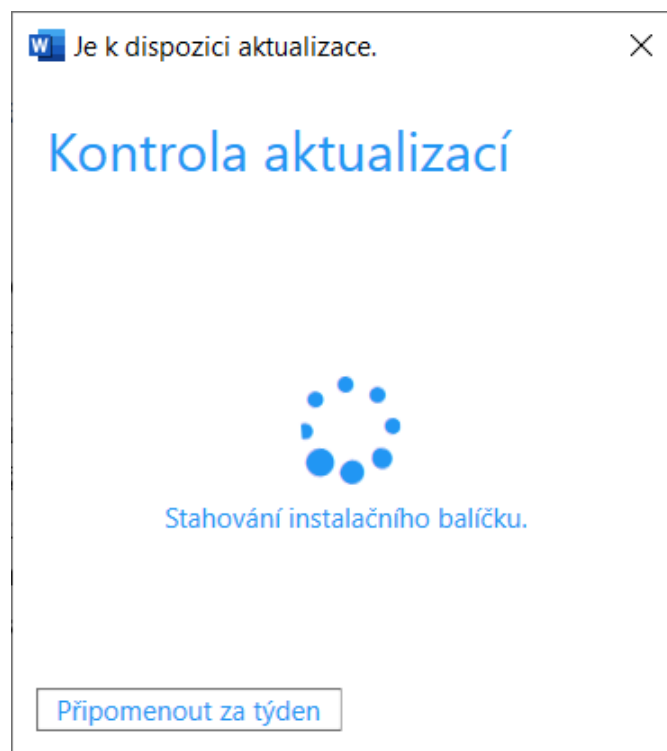 Je k dispozici aktualizace.
Kontrola aktualizací
Stahování instalačního balíčku.
Připomenout za týden